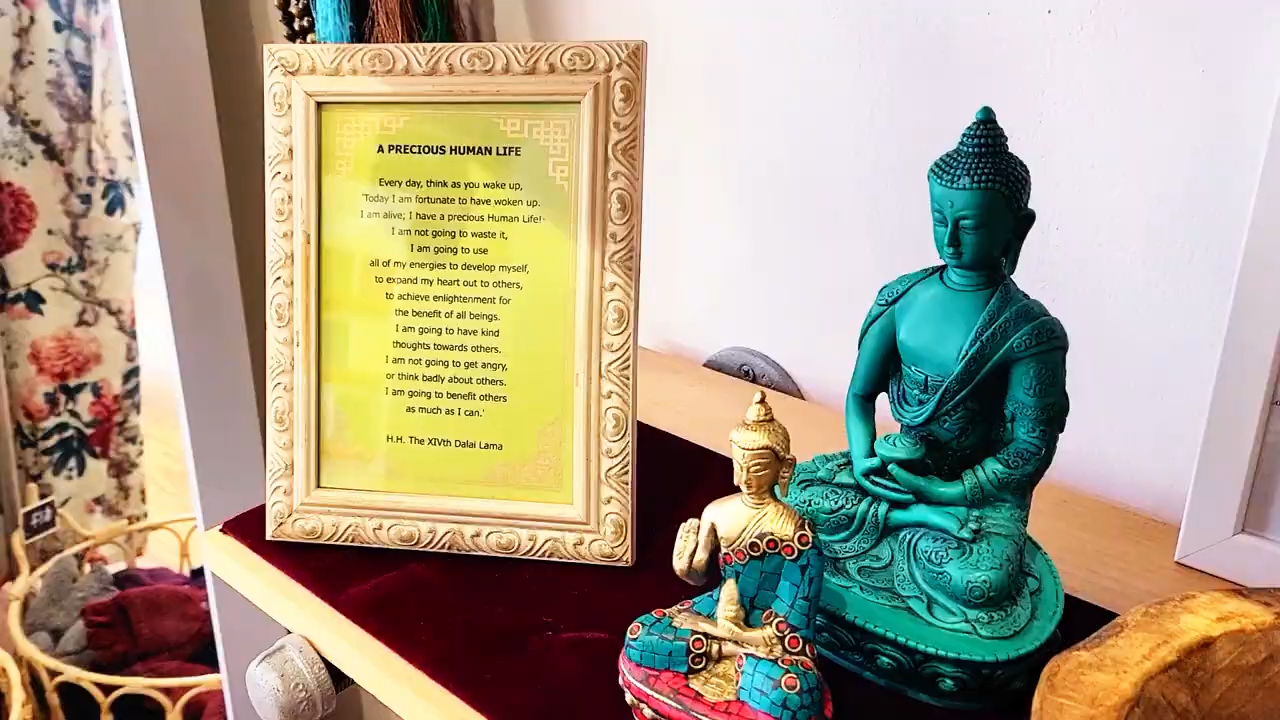 A PRECIOUS HUMAN LIFE
Every day, think as you wake up,
'Today I am fortunate to have woken up.
I am alive; I have a precious Human Life!
I am not going to waste it,
I am going to use
all of my energies to develop myself,
to expand my heart out to others,
to achieve enlightenment for
the benefit of all beings.
I am going to have kind
thoughts towards others.
I am not going to get angry,
or think badly about others.
I am going to benefit others
as much as I can.'
H.H. The XIVth Dalai Lama